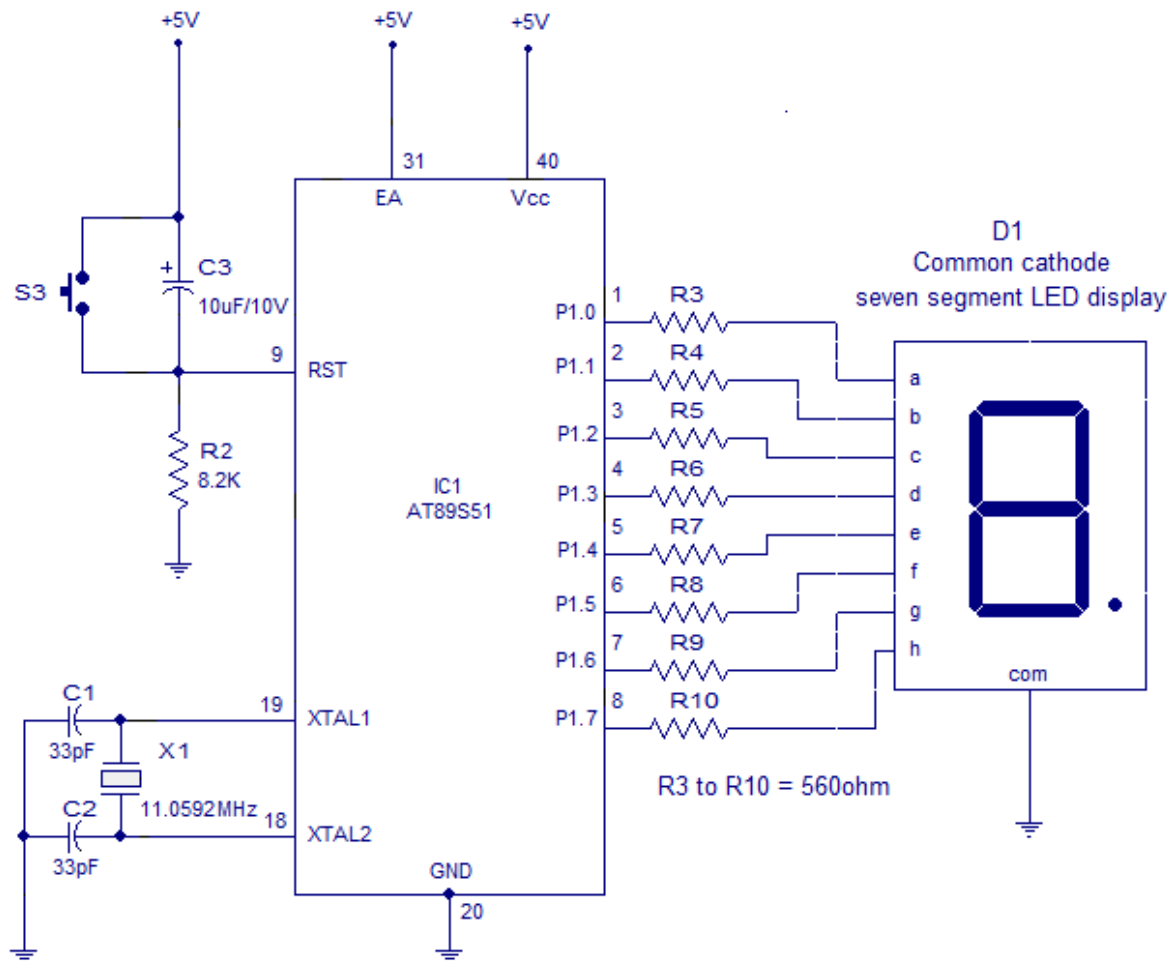 +5V
+5V
+5V
31
40
EA
Vcc
D1
Common cathode
seven segment LED display
S3
+
C3
10uF/10V
9
RST
R2
8.2K
IC1
AT89S51
P1.0
1
R3
a
P1.1
2
R4
b
P1.2
3
R5
c
P1.3
4
R6
d
P1.4
5
R7
e
P1.5
6
R8
f
P1.6
7
R9
g
P1.7
8
R10
h
com
R3 to R10 = 560ohm
C1
33pF
19
XTAL1
X1
11.0592MHz
C2
33pF
18
XTAL2
GND
20